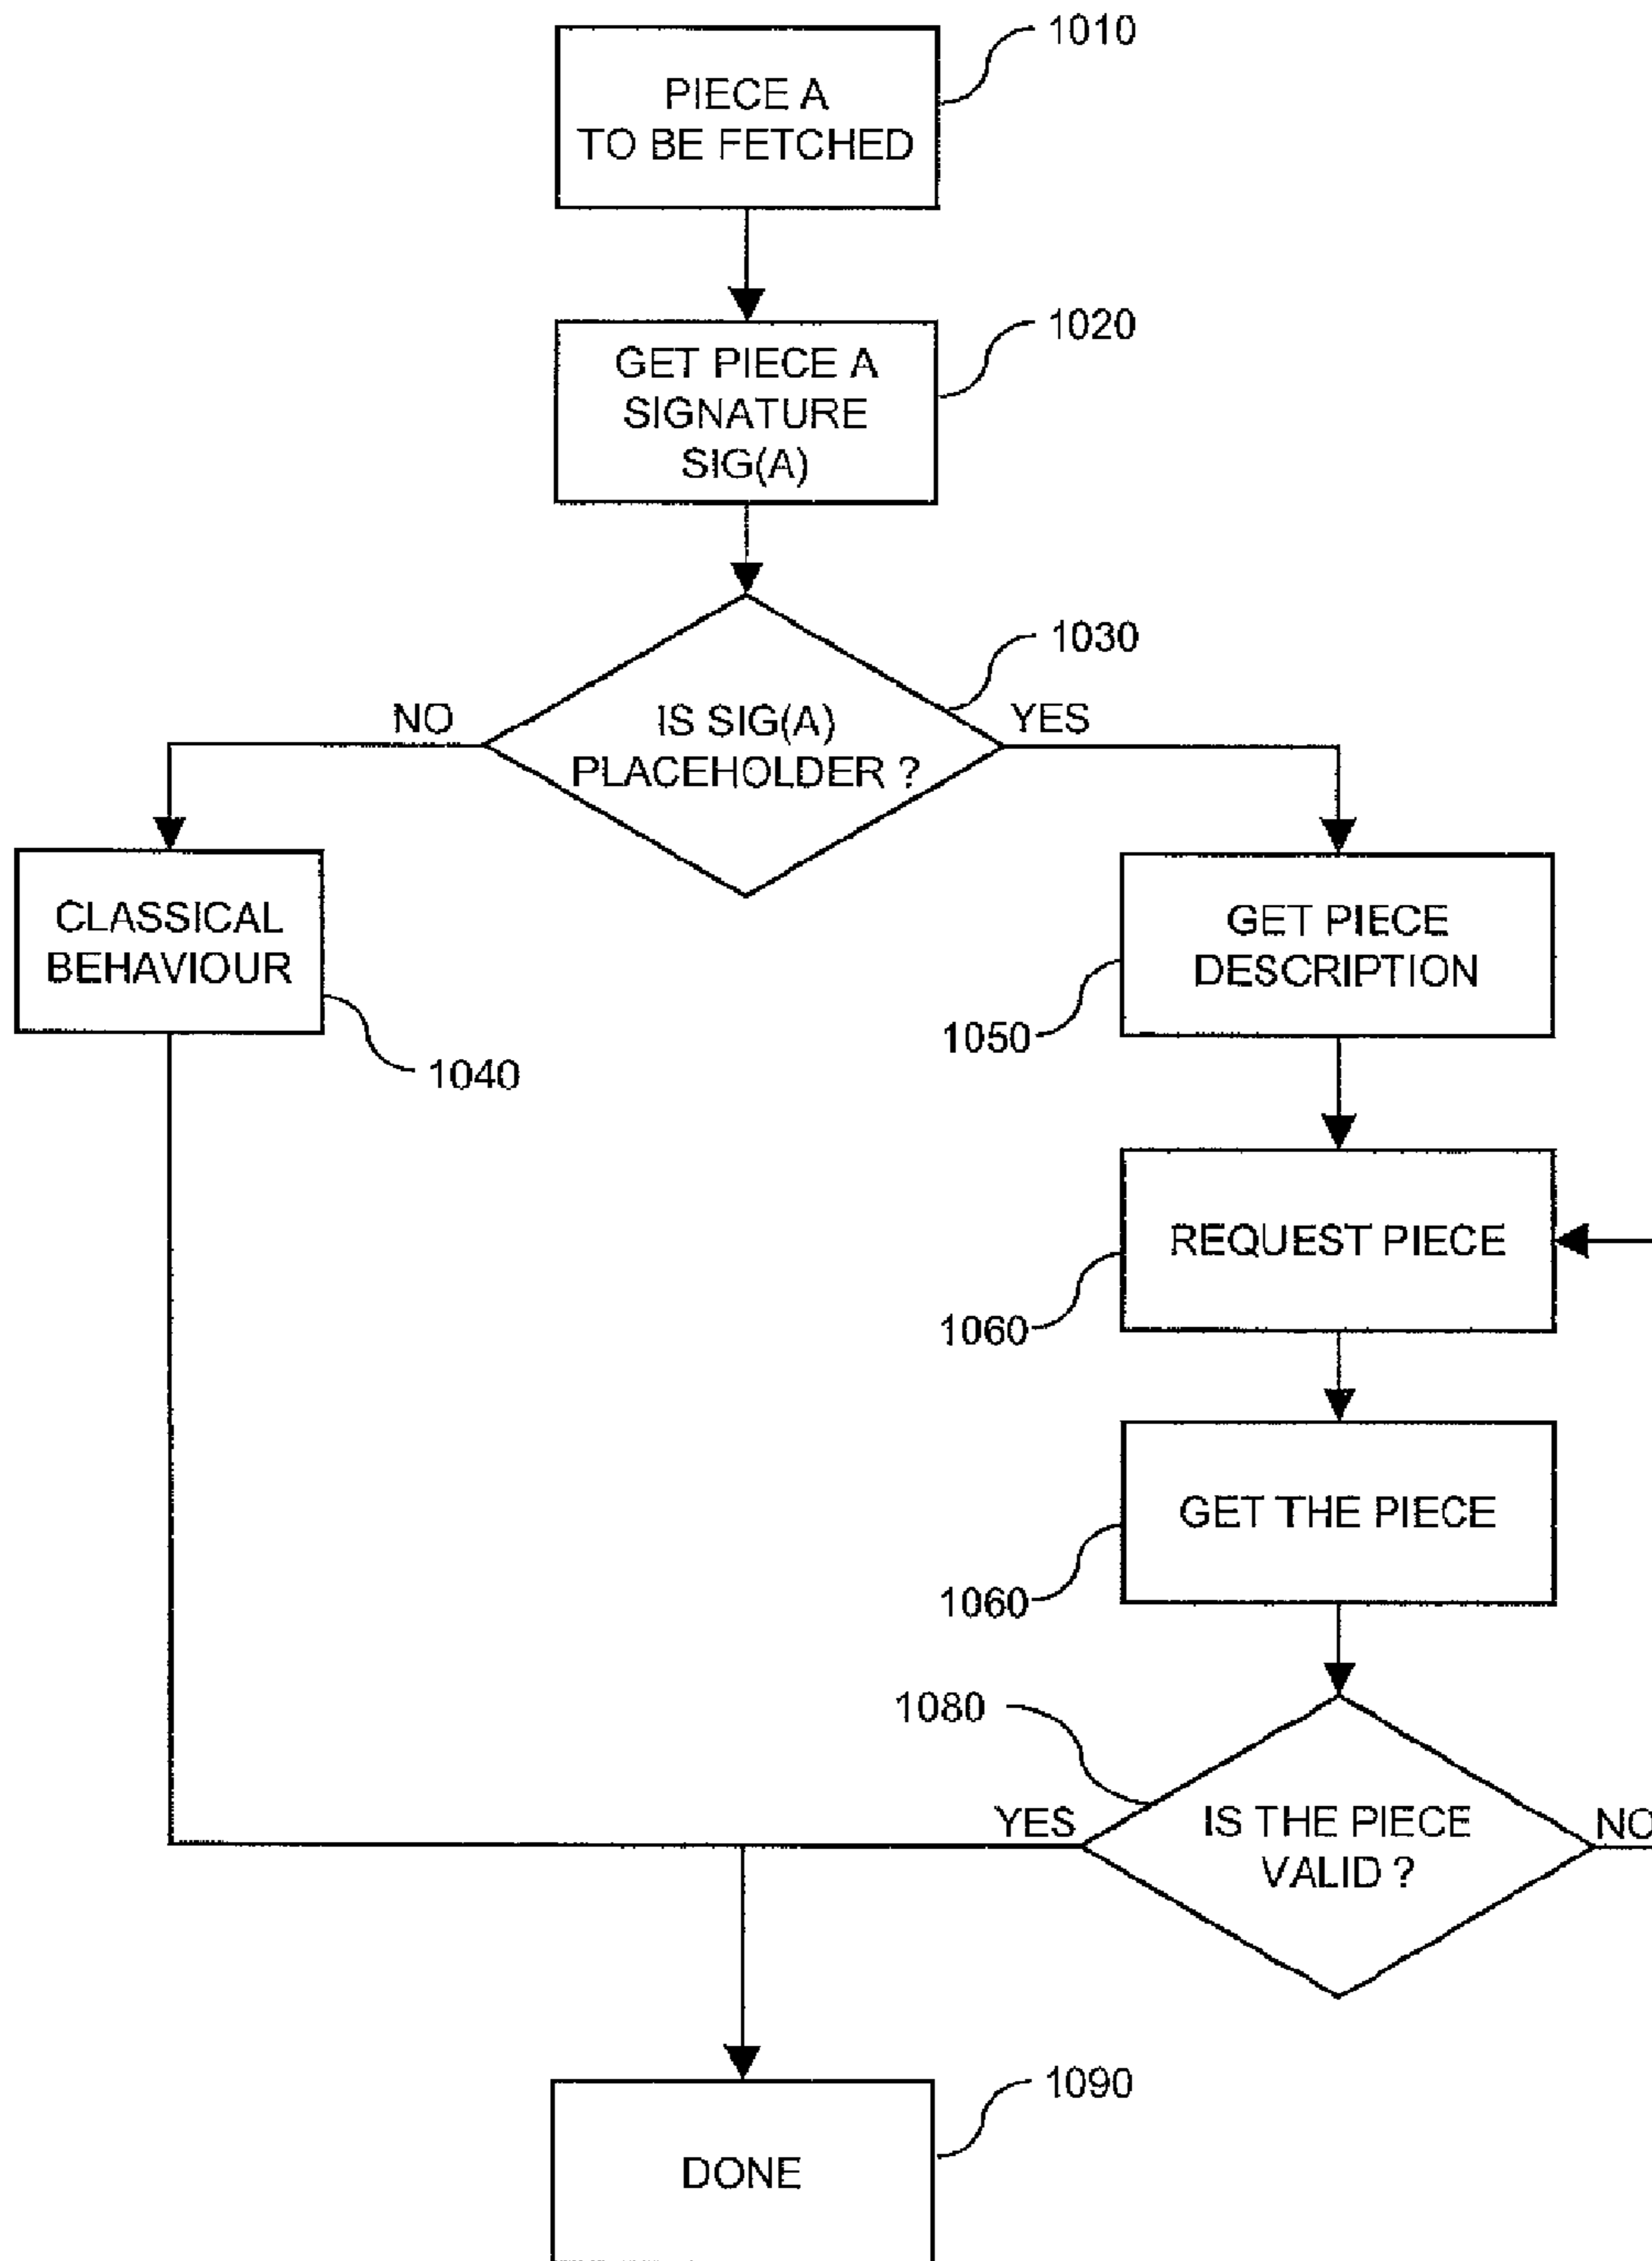 1010
PIECE A
TO BE FETCHED
1020
GET PIECE A
SIGNATURE
SIG(A)
1030
NO
IS SIG(A)
PLACEHOLDER ?
YES
CLASSICAL
BEHAVIOUR
1040
GET PIECE
DESCRIPTION
1050
REQUEST PIECE
1060
GET THE PIECE
1060
1080
YES
IS THE PIECE
VALID ?
NO
1090
DONE